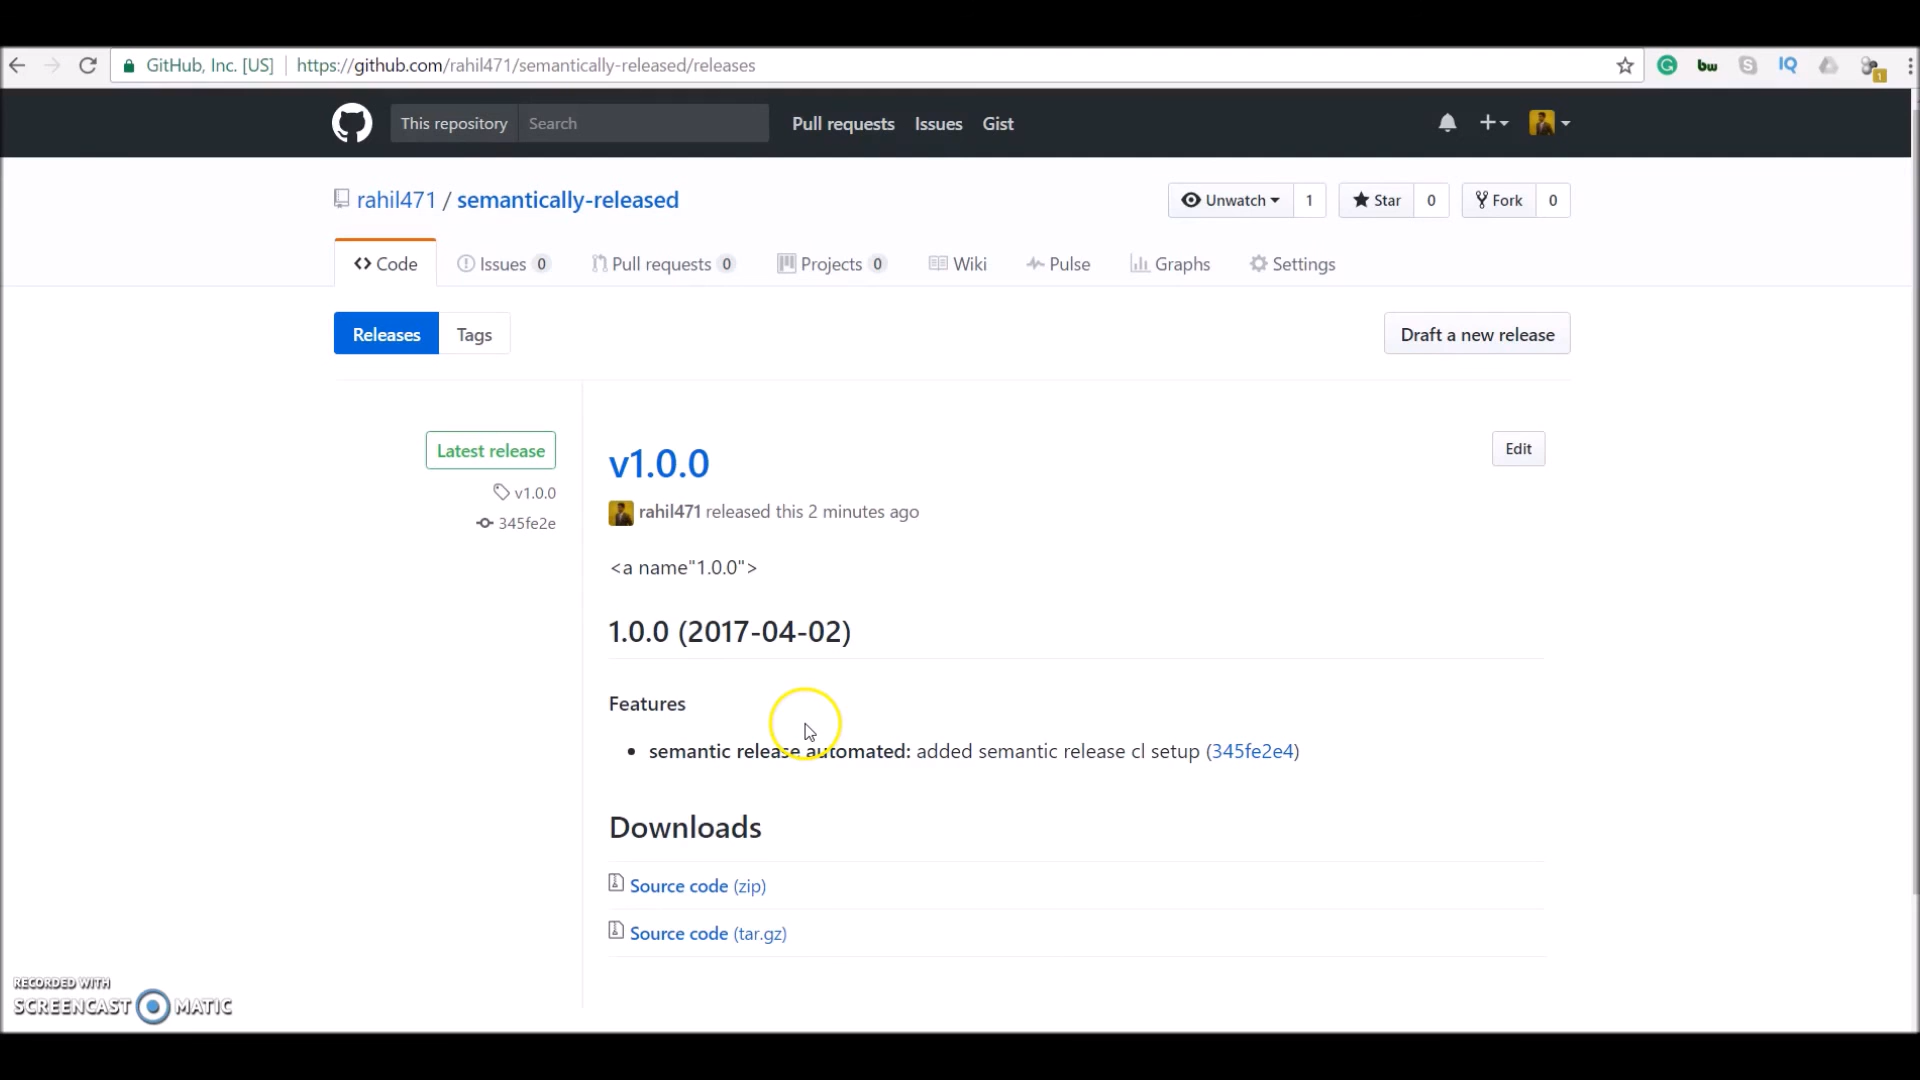 GitHub, Inc. [US] https://github.com/rahil471/semantically-released/releases
bw S IQ 1
This repository Search Pull requests Issues Gist
rahil471 / semantically-released
Unwatch 1 Star 0 Fork 0
Code Issues 0 Pull requests 0 Projects 0 Wiki Pulse Graphs Settings
Releases Tags Draft a new release
Latest release
v1.0.0
345fe2e
v1.0.0
Edit
rahil471 released this 2 minutes ago
<a name"1.0.0">
1.0.0 (2017-04-02)
Features
semantic release automated: added semantic release cl setup (345fe2e4)
Downloads
Source code (zip)
Source code (tar.gz)
RECORDED WITH
SCREENCAST MATIC